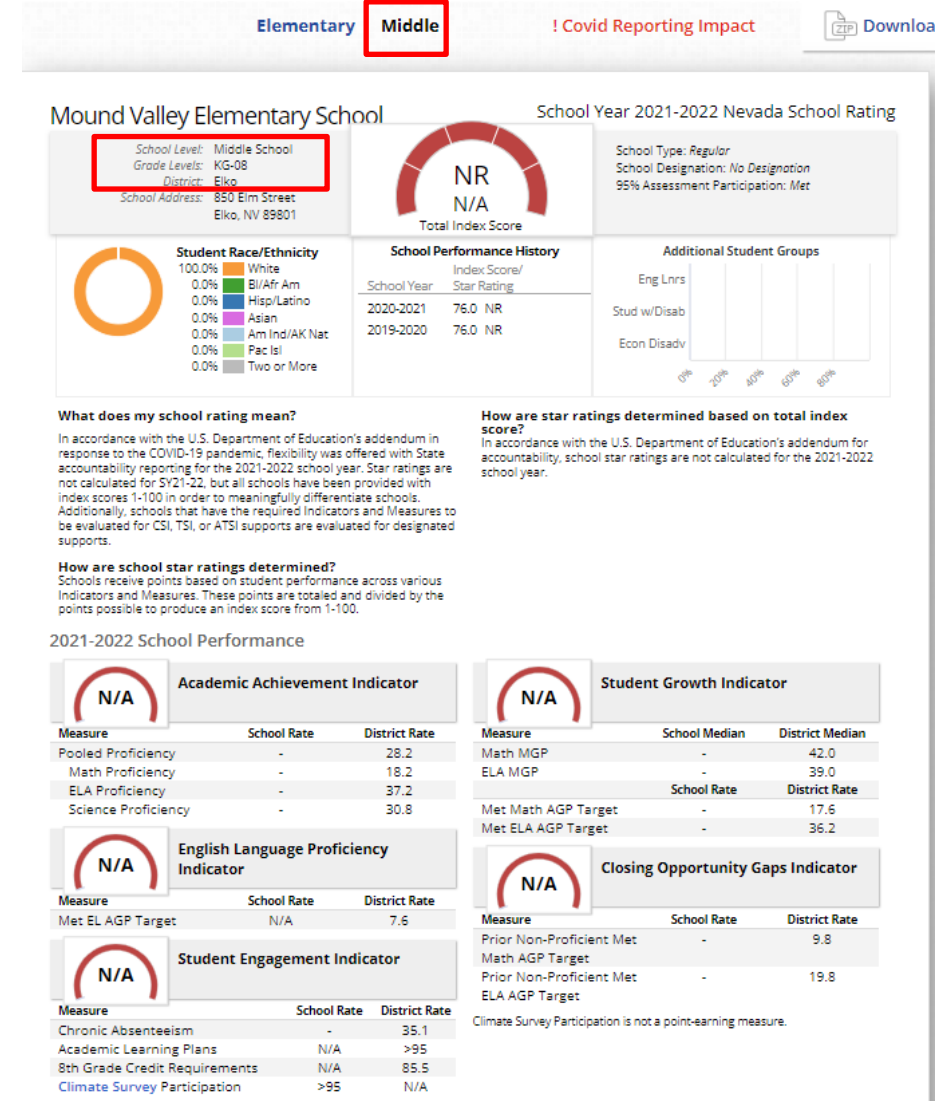 Elementary Middle ! Covid Reporting Impact ZIP Downloa
Mound Valley Elementary School
School Year 2021-2022 Nevada School Rating
School Level: Middle School
Grade Levels: KG-08
District: Elko
School Address: 850 Elm Street
Elko, NV 89801
NR
N/A
Total Index Score
School Type: Regular
School Designation: No Designation
95% Assessment Participation: Met
Student Race/Ethnicity
100.0% White
0.0% Bl/Afr Am
0.0% Hisp/Latino
0.0% Asian
0.0% Am Ind/AK Nat
0.0% Pac Isl
0.0% Two or More
School Performance History
Index Score/
School Year Star Rating
2020-2021 76.0 NR
2019-2020 76.0 NR
Additional Student Groups
Eng Lnrs
Stud w/Disab
Econ Disadv
0% 20% 40% 60% 80%
What does my school rating mean?
In accordance with the U.S. Department of Education's addendum in
response to the COVID-19 pandemic, flexibility was offered with State
accountability reporting for the 2021-2022 school year. Star ratings are
not calculated for SY21-22, but all schools have been provided with
index scores 1-100 in order to meaningfully differentiate schools.
Additionally, schools that have the required Indicators and Measures to
be evaluated for CSI, TSI, or ATSI supports are evaluated for designated
supports.
How are school star ratings determined?
Schools receive points based on student performance across various
Indicators and Measures. These points are totaled and divided by the
points possible to produce an index score from 1-100.
How are star ratings determined based on total index
score?
In accordance with the U.S. Department of Education's addendum for
accountability, school star ratings are not calculated for the 2021-2022
school year.
2021-2022 School Performance
N/A Academic Achievement Indicator
Measure School Rate District Rate
Pooled Proficiency - 28.2
Math Proficiency - 18.2
ELA Proficiency - 37.2
Science Proficiency - 30.8
N/A English Language Proficiency
Indicator
Measure School Rate District Rate
Met EL AGP Target N/A 7.6
N/A Student Engagement Indicator
Measure School Rate District Rate
Chronic Absenteeism - 35.1
Academic Learning Plans N/A >95
8th Grade Credit Requirements N/A 85.5
Climate Survey Participation >95 N/A
N/A Student Growth Indicator
Measure School Median District Median
Math MGP - 42.0
ELA MGP - 39.0
School Rate District Rate
Met Math AGP Target - 17.6
Met ELA AGP Target - 36.2
N/A Closing Opportunity Gaps Indicator
Measure School Rate District Rate
Prior Non-Proficient Met - 9.8
Math AGP Target
Prior Non-Proficient Met - 19.8
ELA AGP Target
Climate Survey Participation is not a point-earning measure.